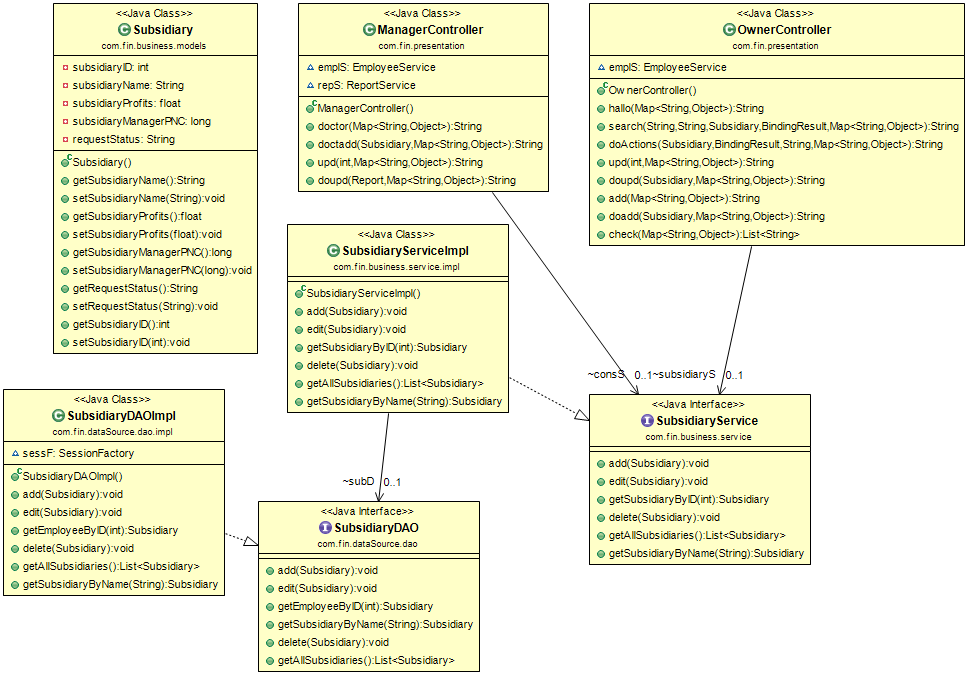 <<Java Class>>
Subsidiary
com.fin.business.models
subsidiaryID: int
subsidiaryName: String
subsidiaryProfits: float
subsidiaryManagerPNC: long
requestStatus: String
Subsidiary()
getSubsidiaryName():String
setSubsidiaryName(String):void
getSubsidiaryProfits():float
setSubsidiaryProfits(float):void
getSubsidiaryManagerPNC():long
setSubsidiaryManagerPNC(long):void
getRequestStatus():String
setRequestStatus(String):void
getSubsidiaryID():int
setSubsidiaryID(int):void
<<Java Class>>
ManagerController
com.fin.presentation
emplS: EmployeeService
repS: ReportService
ManagerController()
doctor(Map<String,Object>):String
doctadd(Subsidiary,Map<String,Object>):String
upd(int,Map<String,Object>):String
doupd(Report,Map<String,Object>):String
<<Java Class>>
OwnerController
com.fin.presentation
emplS: EmployeeService
OwnerController()
hallo(Map<String,Object>):String
search(String,String,Subsidiary,BindingResult,Map<String,Object>):String
doActions(Subsidiary,BindingResult,String,Map<String,Object>):String
upd(int,Map<String,Object>):String
doupd(Subsidiary,Map<String,Object>):String
add(Map<String,Object>):String
doadd(Subsidiary,Map<String,Object>):String
check(Map<String,Object>):List<String>
<<Java Class>>
SubsidiaryServiceImpl
com.fin.business.service.impl
SubsidiaryServiceImpl()
add(Subsidiary):void
edit(Subsidiary):void
getSubsidiaryByID(int):Subsidiary
delete(Subsidiary):void
getAllSubsidiaries():List<Subsidiary>
getSubsidiaryByName(String):Subsidiary
~consS 0..1
~subsidiaryS 0..1
<<Java Interface>>
SubsidiaryService
com.fin.business.service
add(Subsidiary):void
edit(Subsidiary):void
getSubsidiaryByID(int):Subsidiary
delete(Subsidiary):void
getAllSubsidiaries():List<Subsidiary>
getSubsidiaryByName(String):Subsidiary
<<Java Class>>
SubsidiaryDAOImpl
com.fin.dataSource.dao.impl
sessF: SessionFactory
SubsidiaryDAOImpl()
add(Subsidiary):void
edit(Subsidiary):void
getEmployeeByID(int):Subsidiary
delete(Subsidiary):void
getAllSubsidiaries():List<Subsidiary>
getSubsidiaryByName(String):Subsidiary
~subD 0..1
<<Java Interface>>
SubsidiaryDAO
com.fin.dataSource.dao
add(Subsidiary):void
edit(Subsidiary):void
getEmployeeByID(int):Subsidiary
getSubsidiaryByName(String):Subsidiary
delete(Subsidiary):void
getAllSubsidiaries():List<Subsidiary>